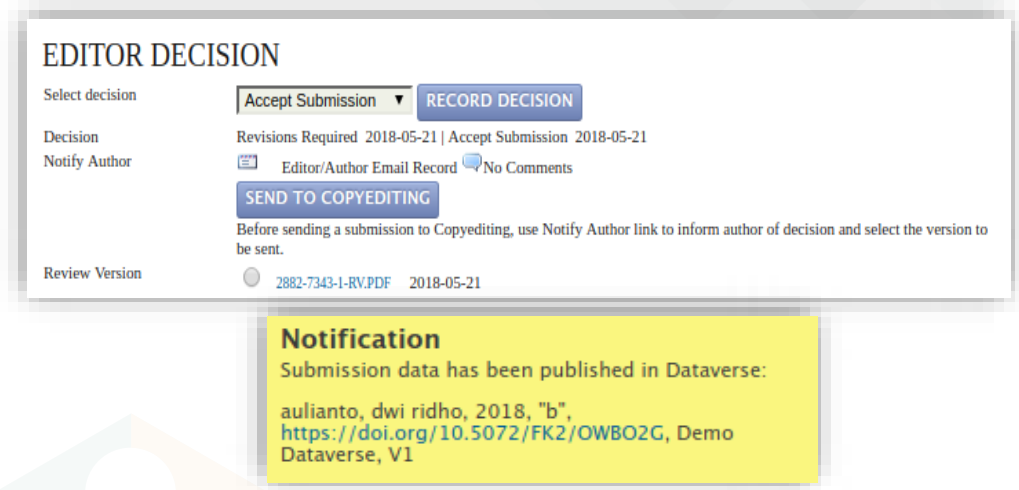 EDITOR DECISION
Select decision
Accept Submission ▼ RECORD DECISION
Decision Revisions Required 2018-05-21 | Accept Submission 2018-05-21
Notify Author Editor/Author Email Record No Comments
SEND TO COPYEDITING
Before sending a submission to Copyediting, use Notify Author link to inform author of decision and select the version to
be sent.
Review Version 2882-7343-1-RV.PDF 2018-05-21
Notification
Submission data has been published in Dataverse:
aulianto, dwi ridho, 2018, "b",
https://doi.org/10.5072/FK2/OWBO2G, Demo
Dataverse, V1